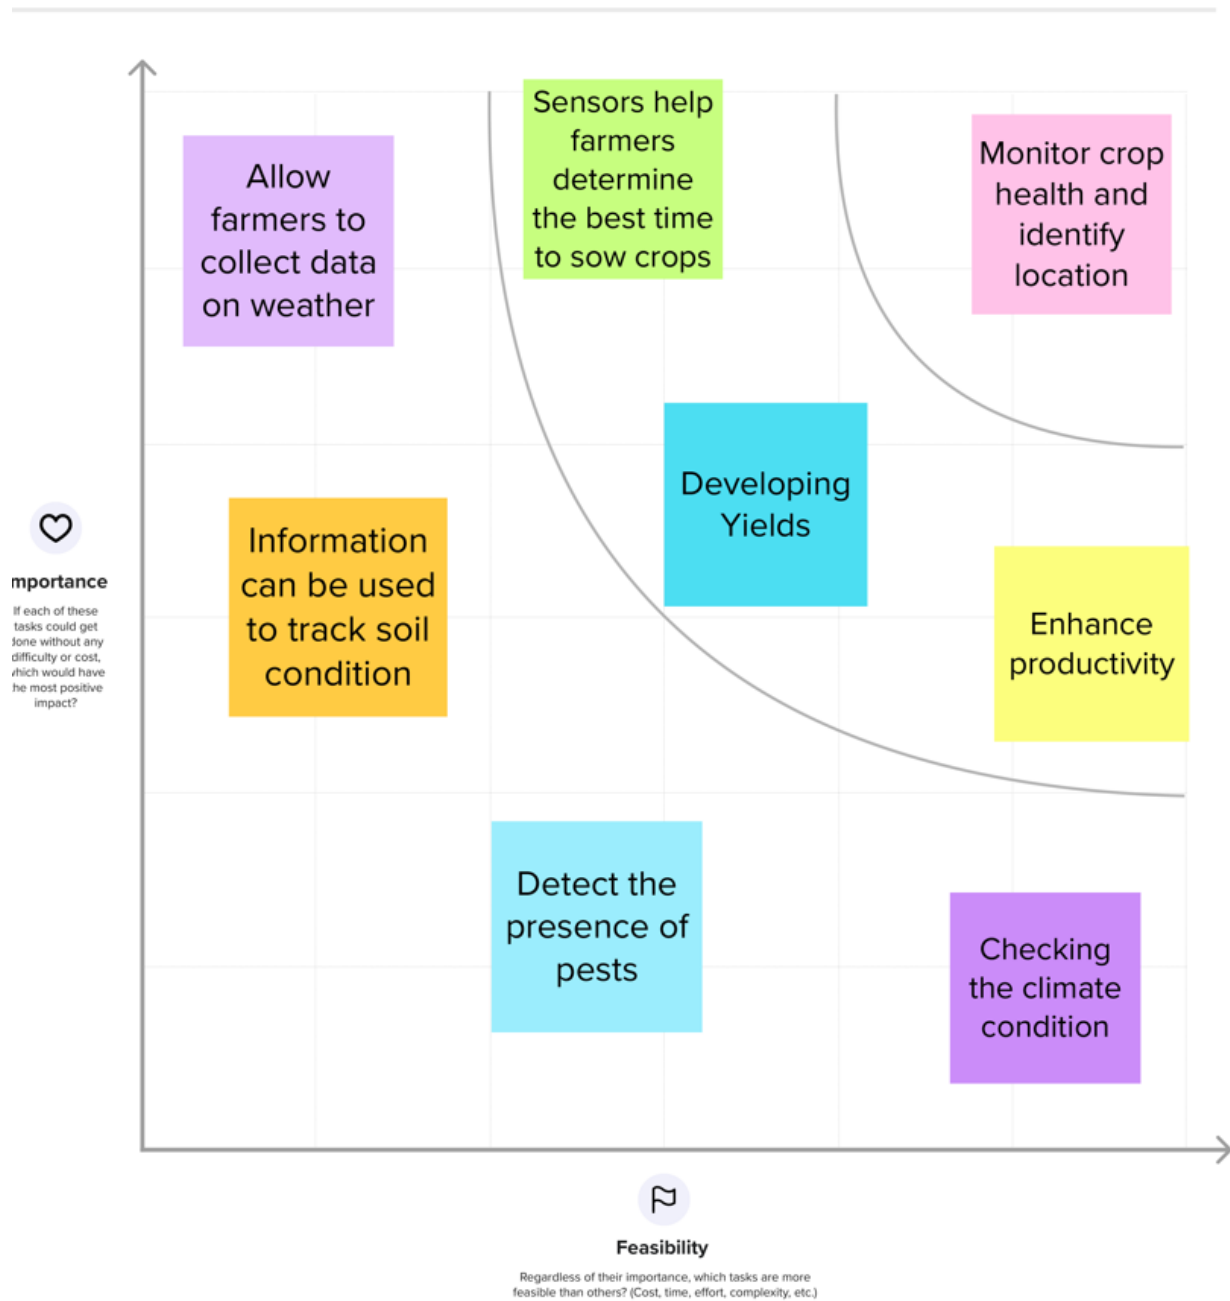 Sensors help
farmers
determine
the best time
to sow crops
Allow
farmers to
collect data
on weather
Monitor crop
health and
identify
location
Developing
Yields
Information
can be used
to track soil
condition
Enhance
productivity
Detect the
presence of
pests
Checking
the climate
condition
mportance
If each of these
tasks could get
done without any
difficulty or cost,
which would have
the most positive
impact?
Feasibility
Regardless of their importance, which tasks are more
feasible than others? (Cost, time, effort, complexity, etc.)